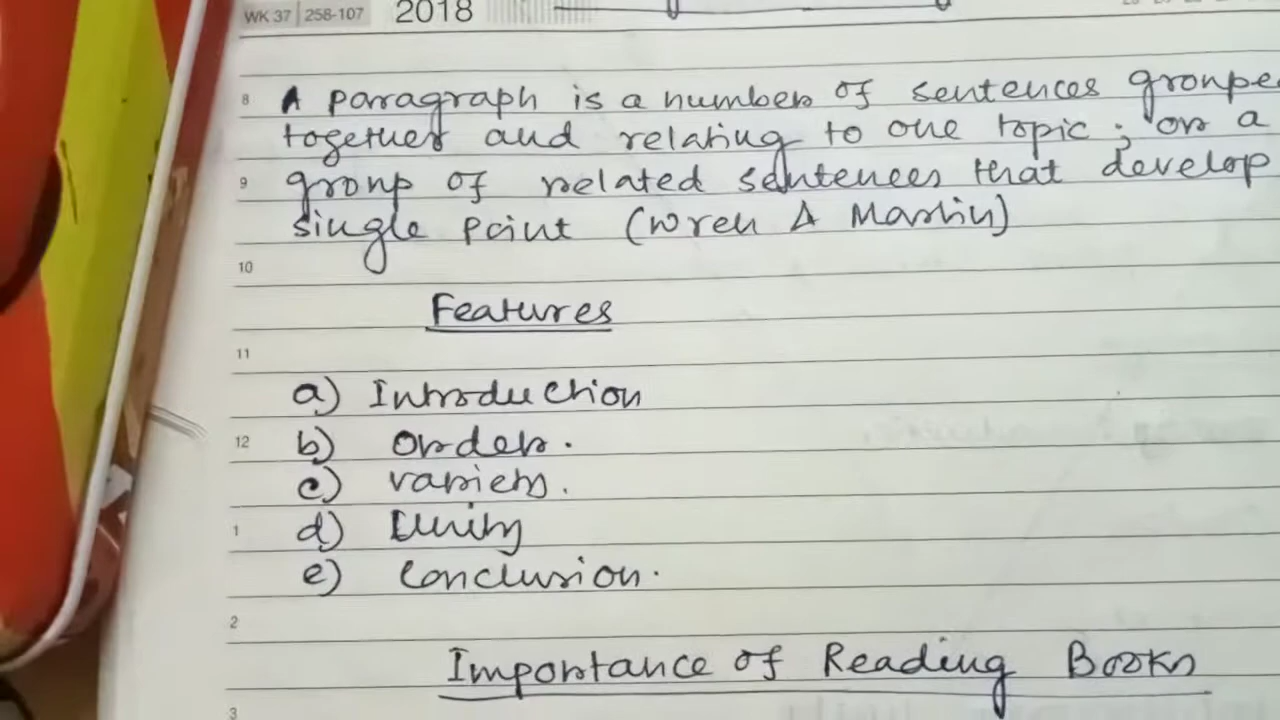 WK 37 258-107 2018
8 A paragraph is a number of sentences groupe
together and relating to one topic; or a
9 group of related sentences that develop
single point (Wren & Martin)
10
Features
11
a) Introduction
12 b) order.
c) variety.
1 d) Unity
e) Conclusion.
2
Importance of Reading Books
3